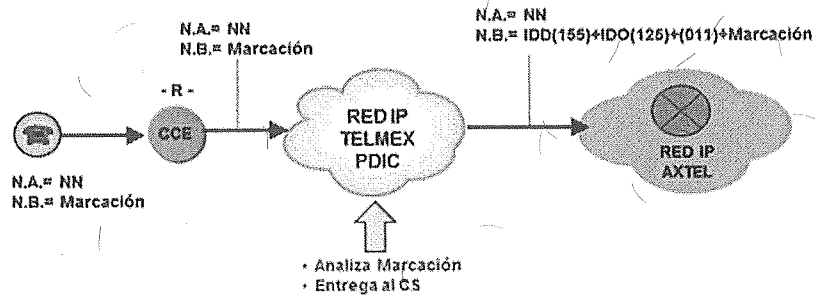 N.A.= NN
N.B.= IDD(155)+IDO(125)+(011)+Marcación
N.A.= NN
N.B.= Marcación
- R -
CCE
RED IP
TELMEX
PDIC
RED IP
AXTEL
N.A.= NN
N.B.= Marcación
• Analiza Marcación
• Entrega al CS